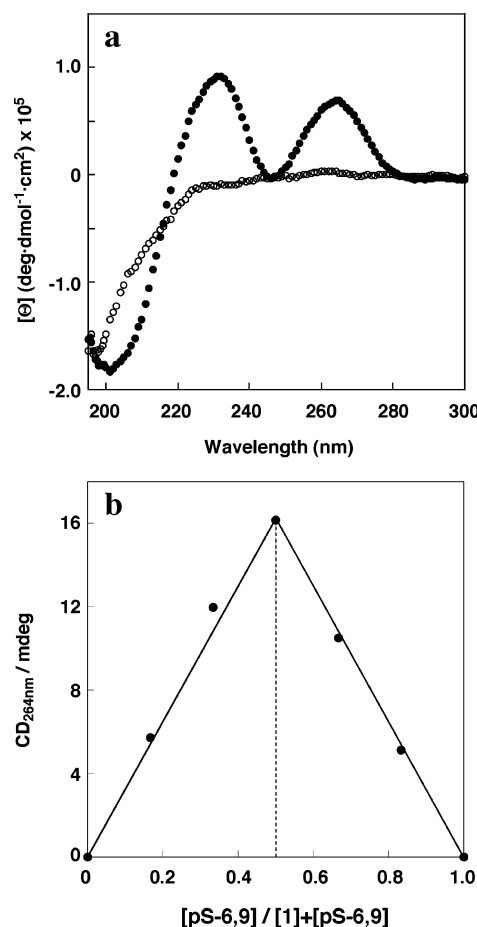 a
1.0
0
-1.0
-2.0
[Θ] (deg·dmol⁻¹·cm²) x 10⁵
200 220 240 260 280 300
Wavelength (nm)
b
16
12
8
4
0
CD264nm / mdeg
0 0.2 0.4 0.6 0.8 1.0
[pS-6,9] / [1]+[pS-6,9]